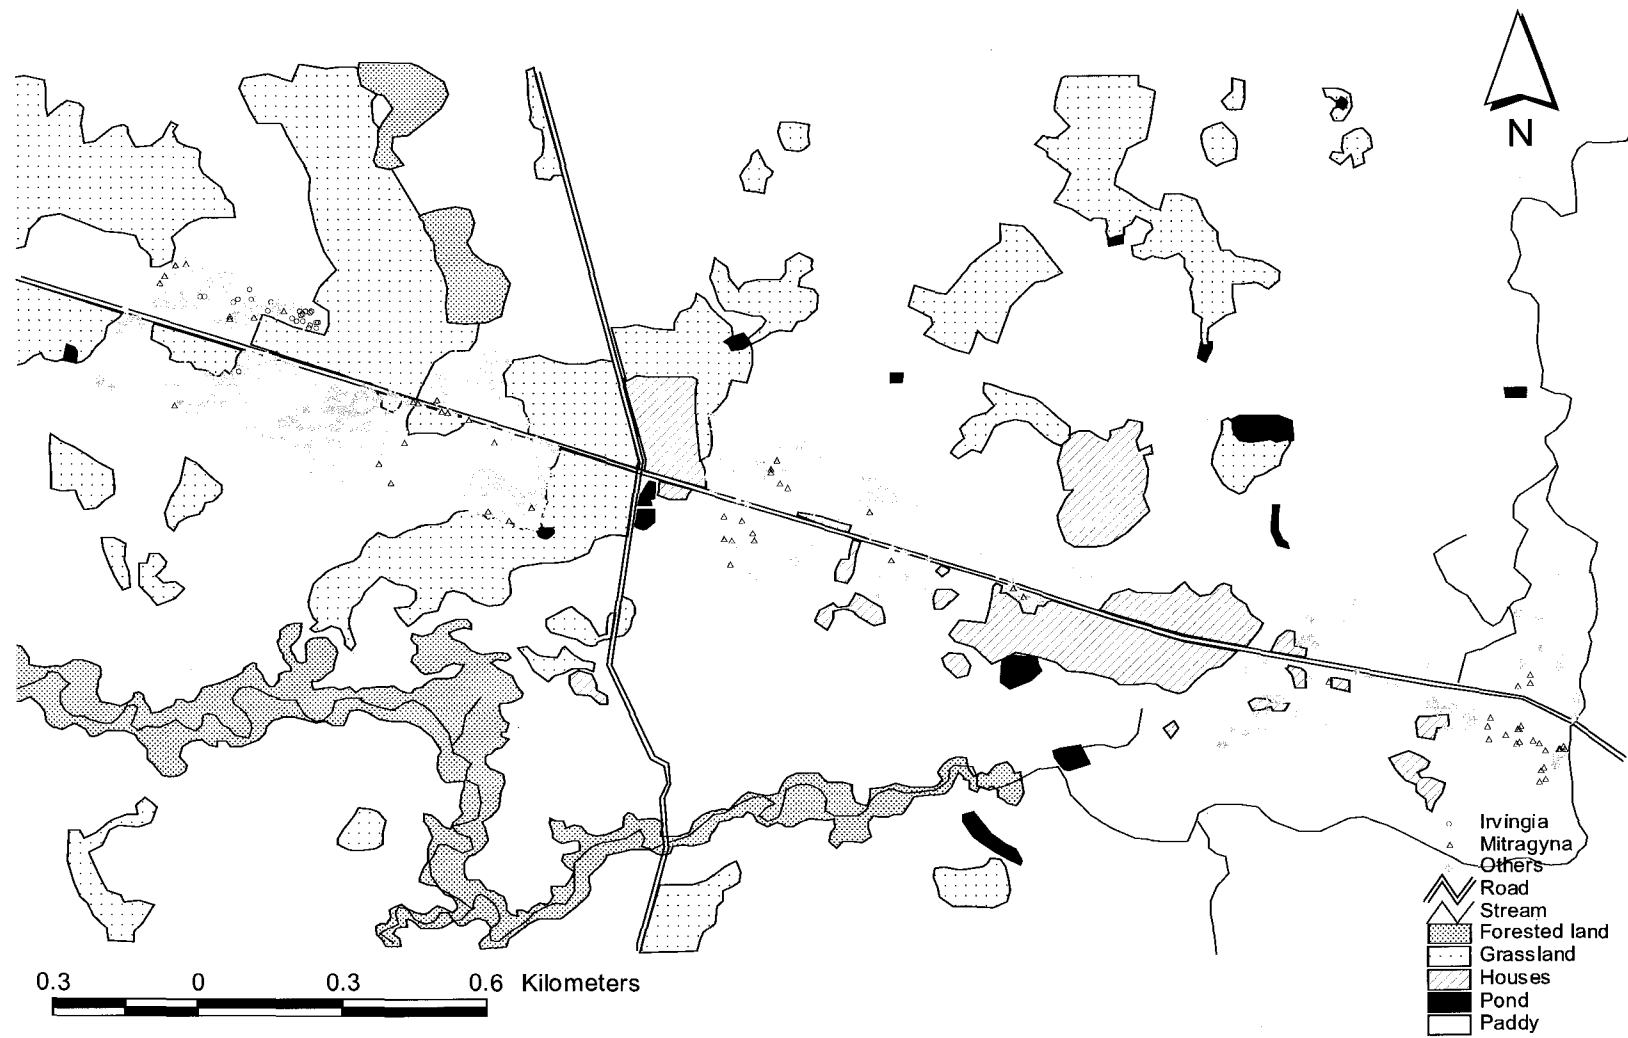 N
Irvingia
Mitragyna
Others
Road
Stream
Forested land
Grassland
Houses
Pond
Paddy
0.3 0 0.3 0.6 Kilometers